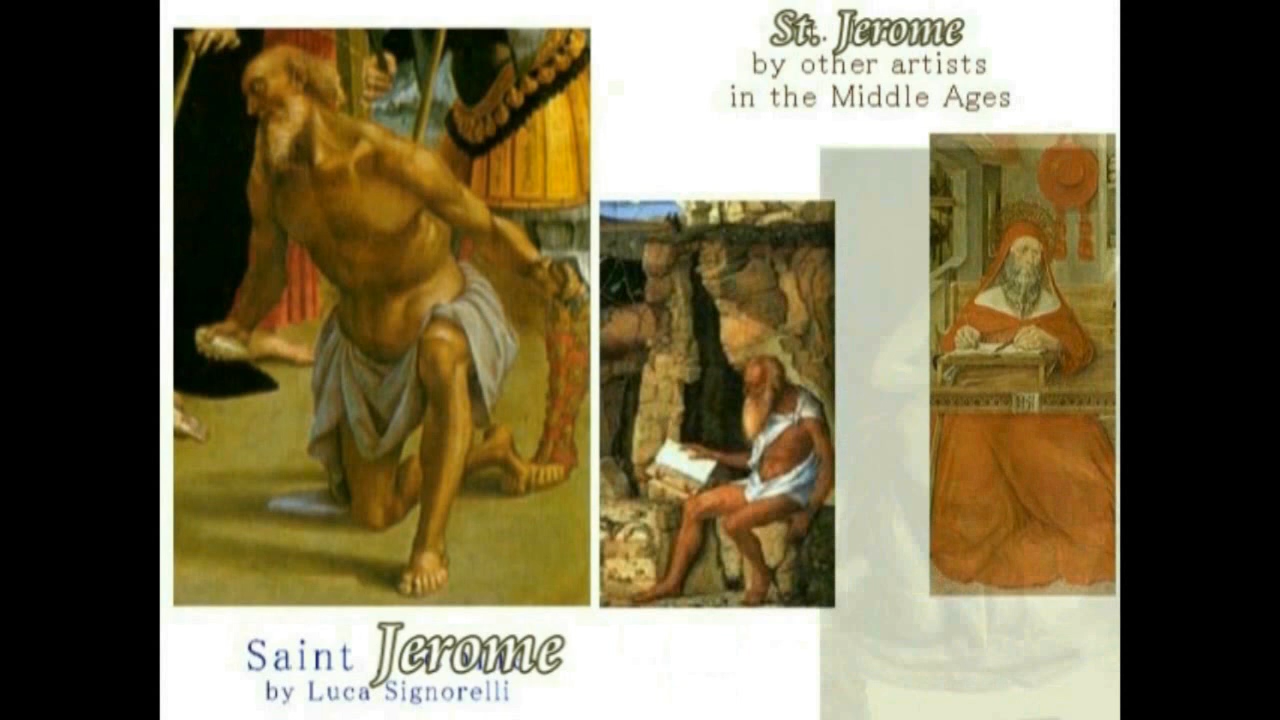 St. Jerome
by other artists
in the Middle Ages
Saint Jerome
by Luca Signorelli